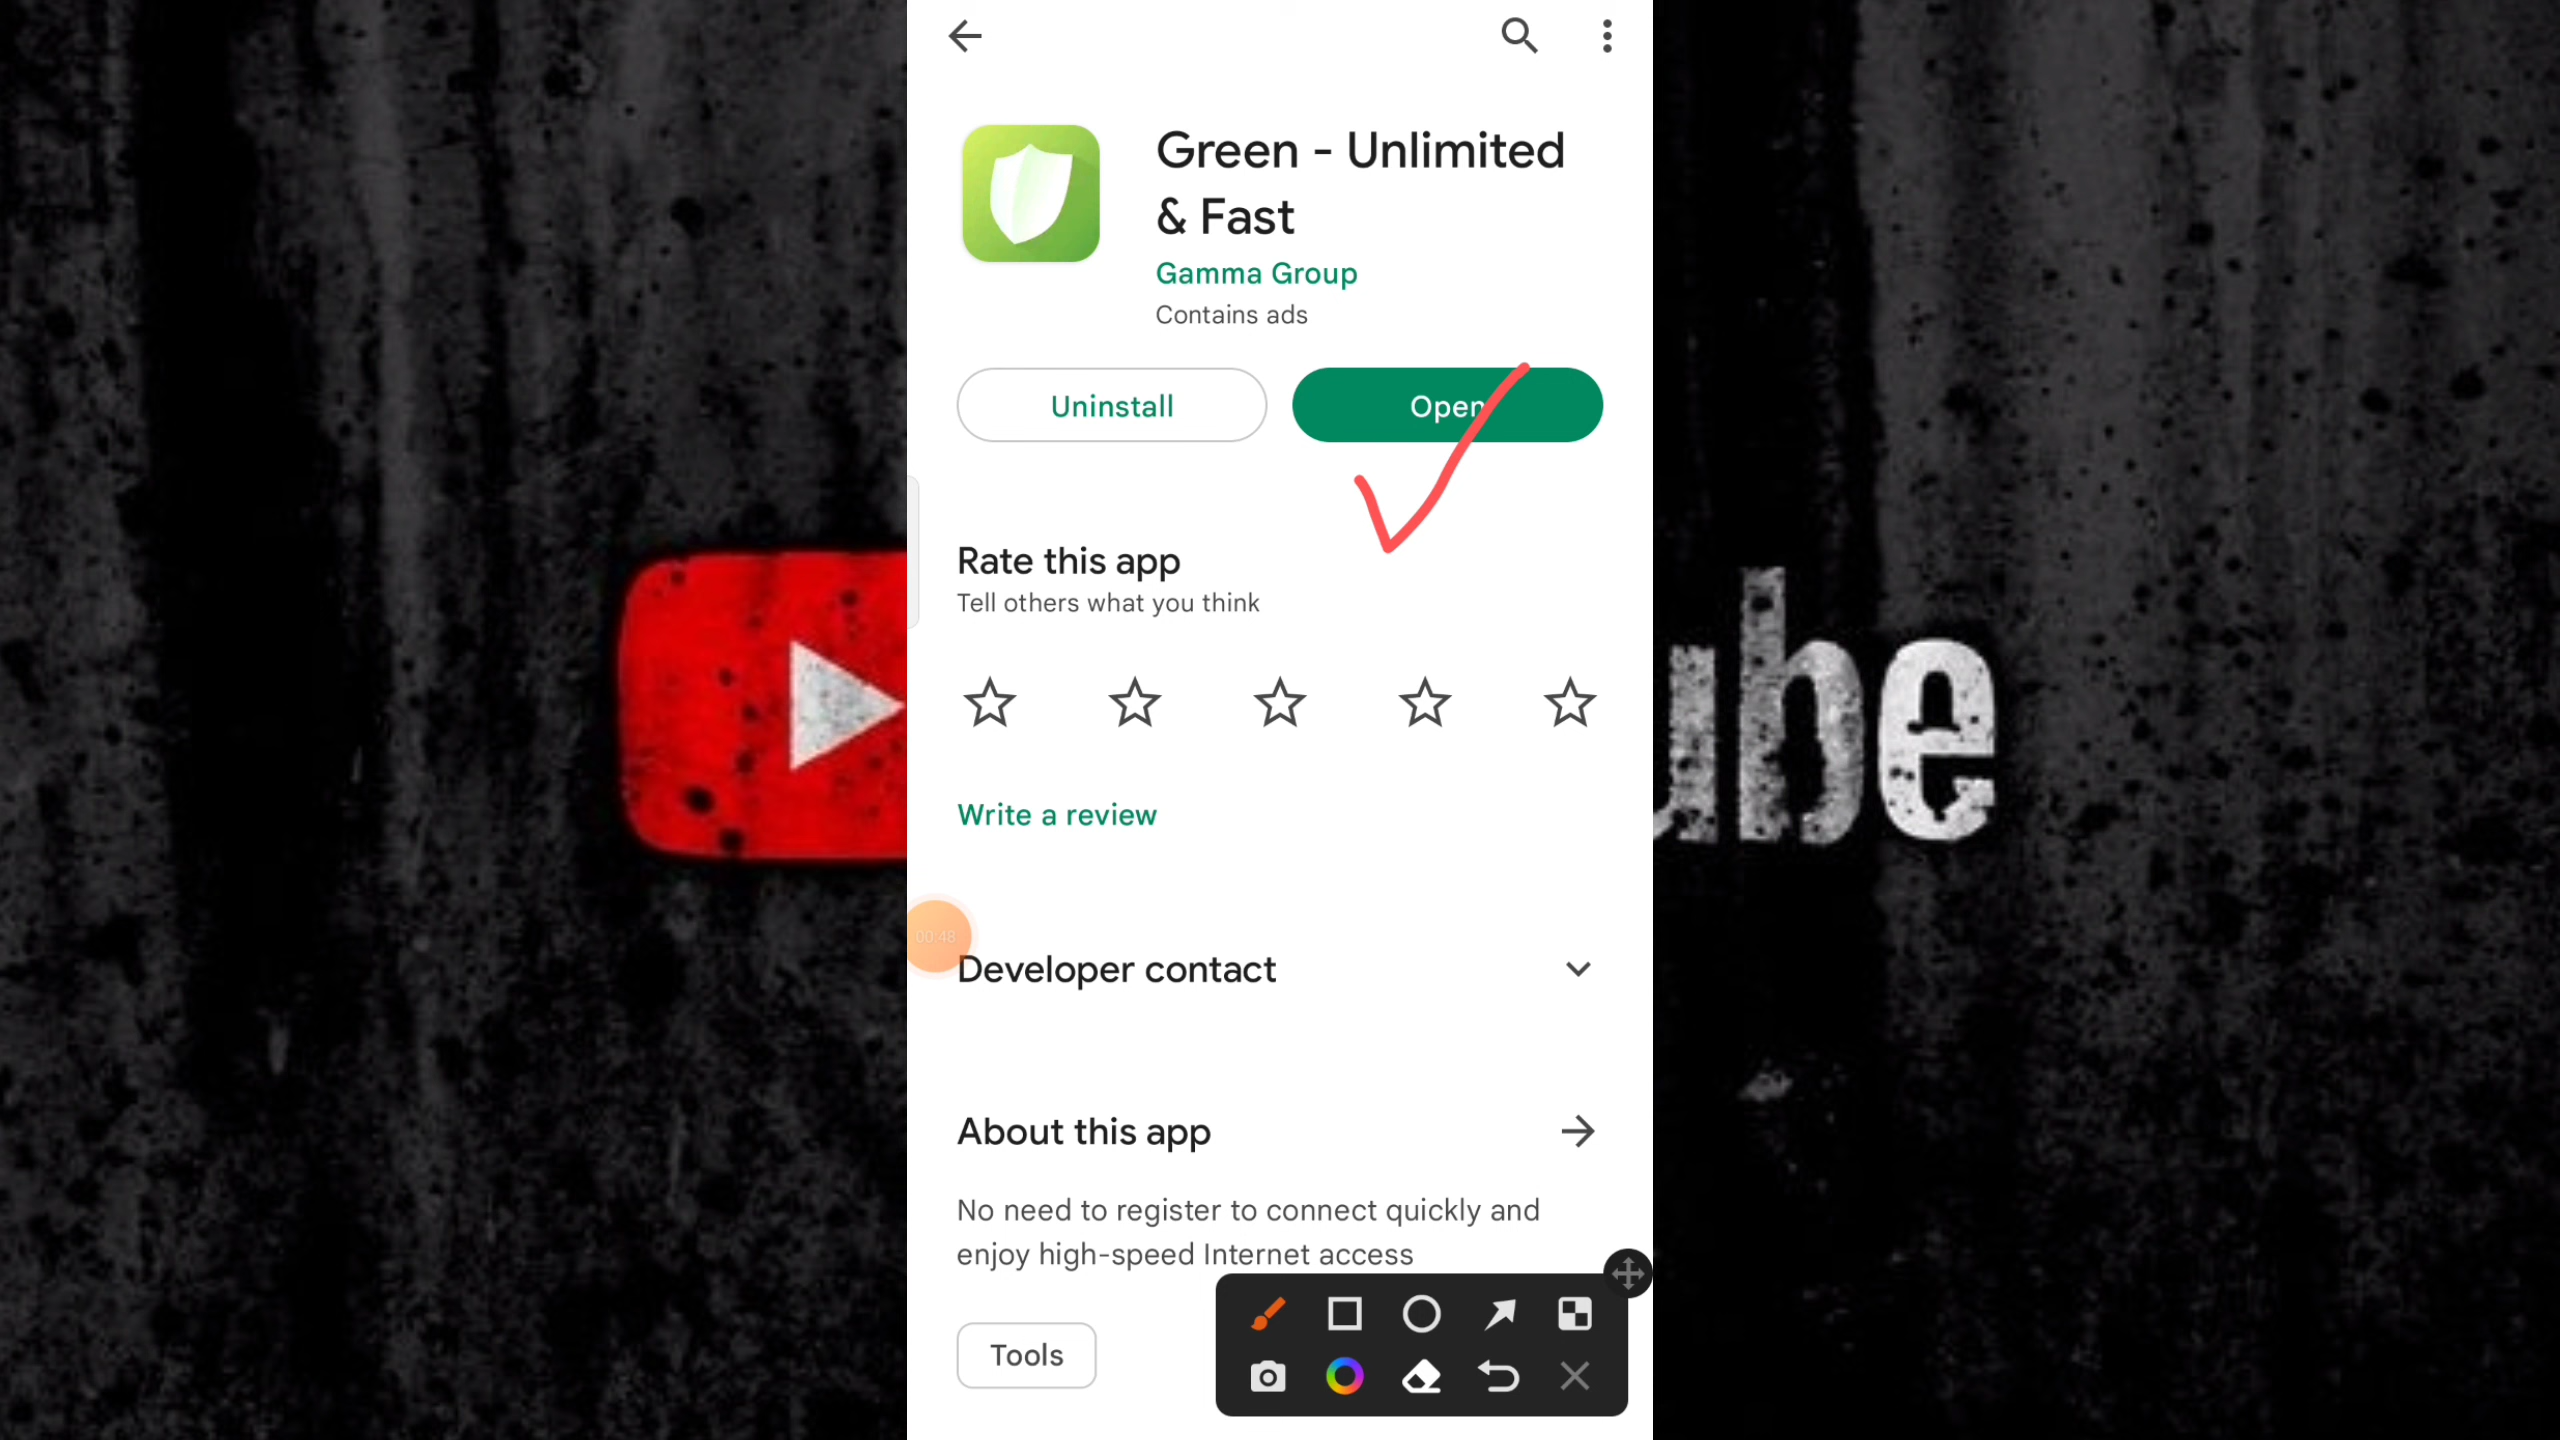 Green - Unlimited
& Fast
Gamma Group
Contains ads
Uninstall
Open
Rate this app
Tell others what you think
Write a review
ube
00:48
Developer contact
About this app
No need to register to connect quickly and
enjoy high-speed Internet access
Tools